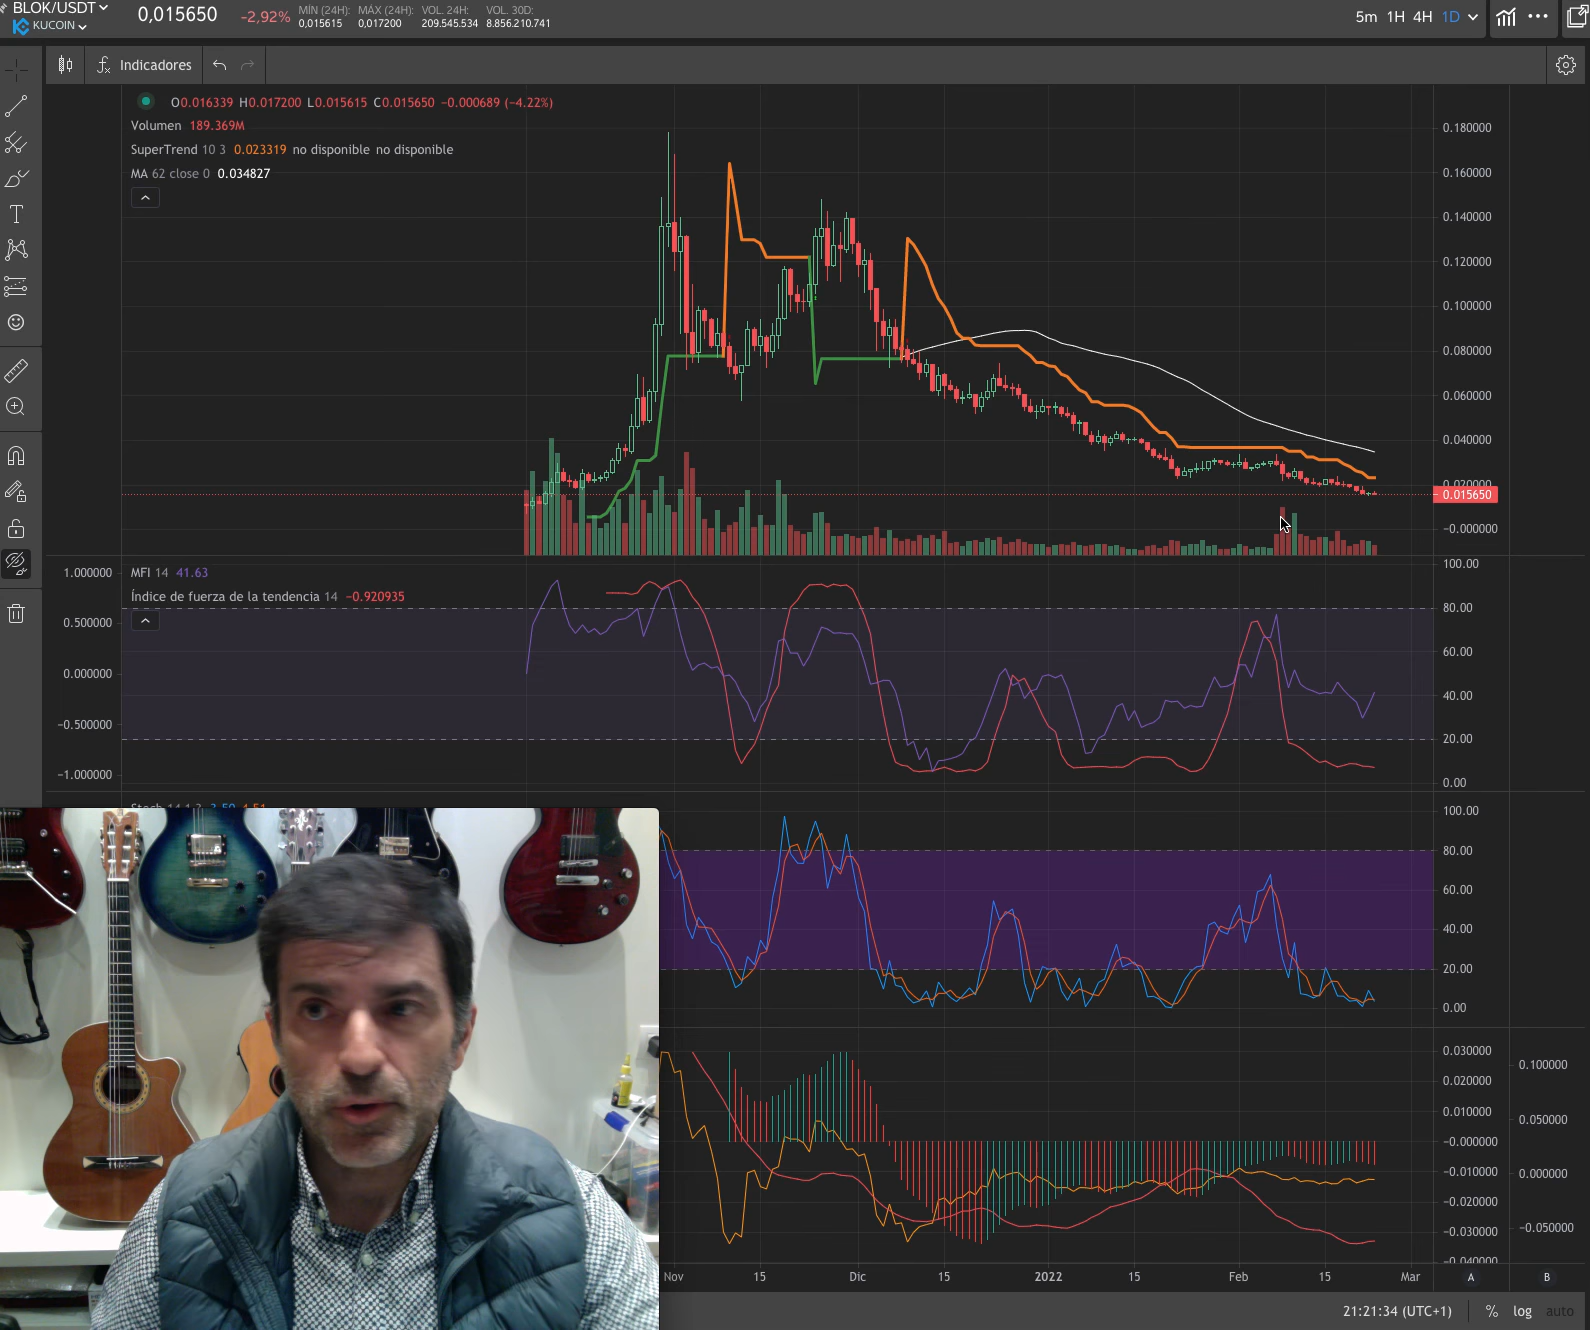 BLOK/USDT
KUCOIN
0,015650
-2,92%
MÍN (24H):
0,015615
MÁX (24H):
0,017200
VOL. 24H:
209.545.534
VOL. 30D:
8.856.210.741
5m 1H 4H 1D
Indicadores
O0.016339 H0.017200 L0.015615 C0.015650 −0.000689 (−4.22%)
Volumen 189.369M
SuperTrend 10 3 0.023319 no disponible no disponible
MA 62 close 0 0.034827
0.180000
0.160000
0.140000
0.120000
0.100000
0.080000
0.060000
0.040000
0.020000
0.015650
−0.000000
MFI 14 41.63
Índice de fuerza de la tendencia 14 −0.920935
1.000000
0.500000
0.000000
−0.500000
−1.000000
100.00
80.00
60.00
40.00
20.00
0.00
100.00
80.00
60.00
40.00
20.00
0.00
0.030000
0.020000
0.010000
−0.000000
−0.010000
−0.020000
−0.030000
−0.040000
0.100000
0.050000
0.000000
−0.050000
Nov 15 Dic 15 2022 15 Feb 15 Mar A B
21:21:34 (UTC+1) % log auto